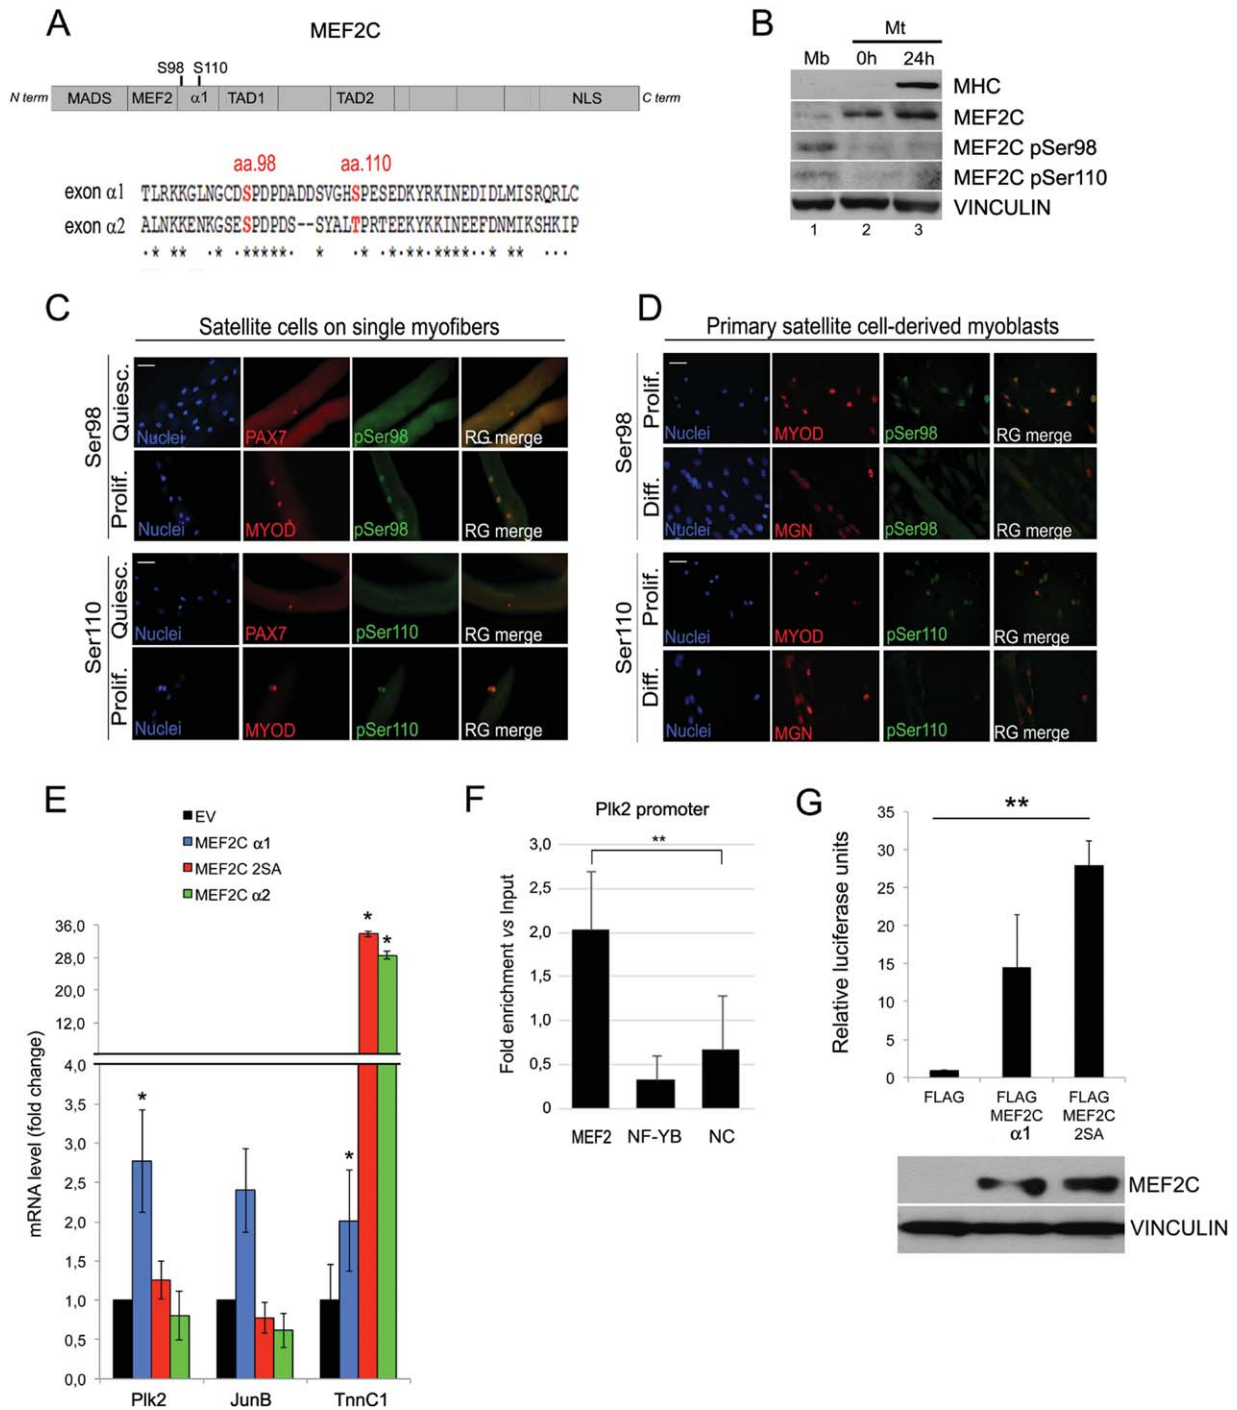 A
MEF2C
S98 S110
N term MADS MEF2 α1 TAD1 TAD2 NLS C term
aa.98 aa.110
exon α1 TLRKKGLNGCDSPDPDADDSVGHSPESEDKYRKINEDIDLMISRQRLC
exon α2 ALNKKENKGSESPDPDS--SYALTPRTEEKYKKINEEFDNMIKSHKIP
B
Mt
Mb 0h 24h
MHC
MEF2C
MEF2C pSer98
MEF2C pSer110
VINCULIN
1 2 3
C
Satellite cells on single myofibers
Ser98
Quiesc.
Nuclei PAX7 pSer98 RG merge
Prolif.
Nuclei MYOD pSer98 RG merge
Ser110
Quiesc.
Nuclei PAX7 pSer110 RG merge
Prolif.
Nuclei MYOD pSer110 RG merge
D
Primary satellite cell-derived myoblasts
Ser98
Prolif.
Nuclei MYOD pSer98 RG merge
Diff.
Nuclei MGN pSer98 RG merge
Ser110
Prolif.
Nuclei MYOD pSer110 RG merge
Diff.
Nuclei MGN pSer110 RG merge
E
EV
MEF2C α1
MEF2C 2SA
MEF2C α2
mRNA level (fold change)
36,0
28,0
20,0
12,0
4,0
3,5
3,0
2,5
2,0
1,5
1,0
0,5
0,0
* * * *
Plk2 JunB TnnC1
F
Plk2 promoter
Fold enrichment vs Input
3,0
2,5
2,0
1,5
1,0
0,5
0
**
MEF2 NF-YB NC
G
Relative luciferase units
35
30
25
20
15
10
5
0
**
FLAG FLAG FLAG
MEF2C MEF2C
α1 2SA
MEF2C
VINCULIN